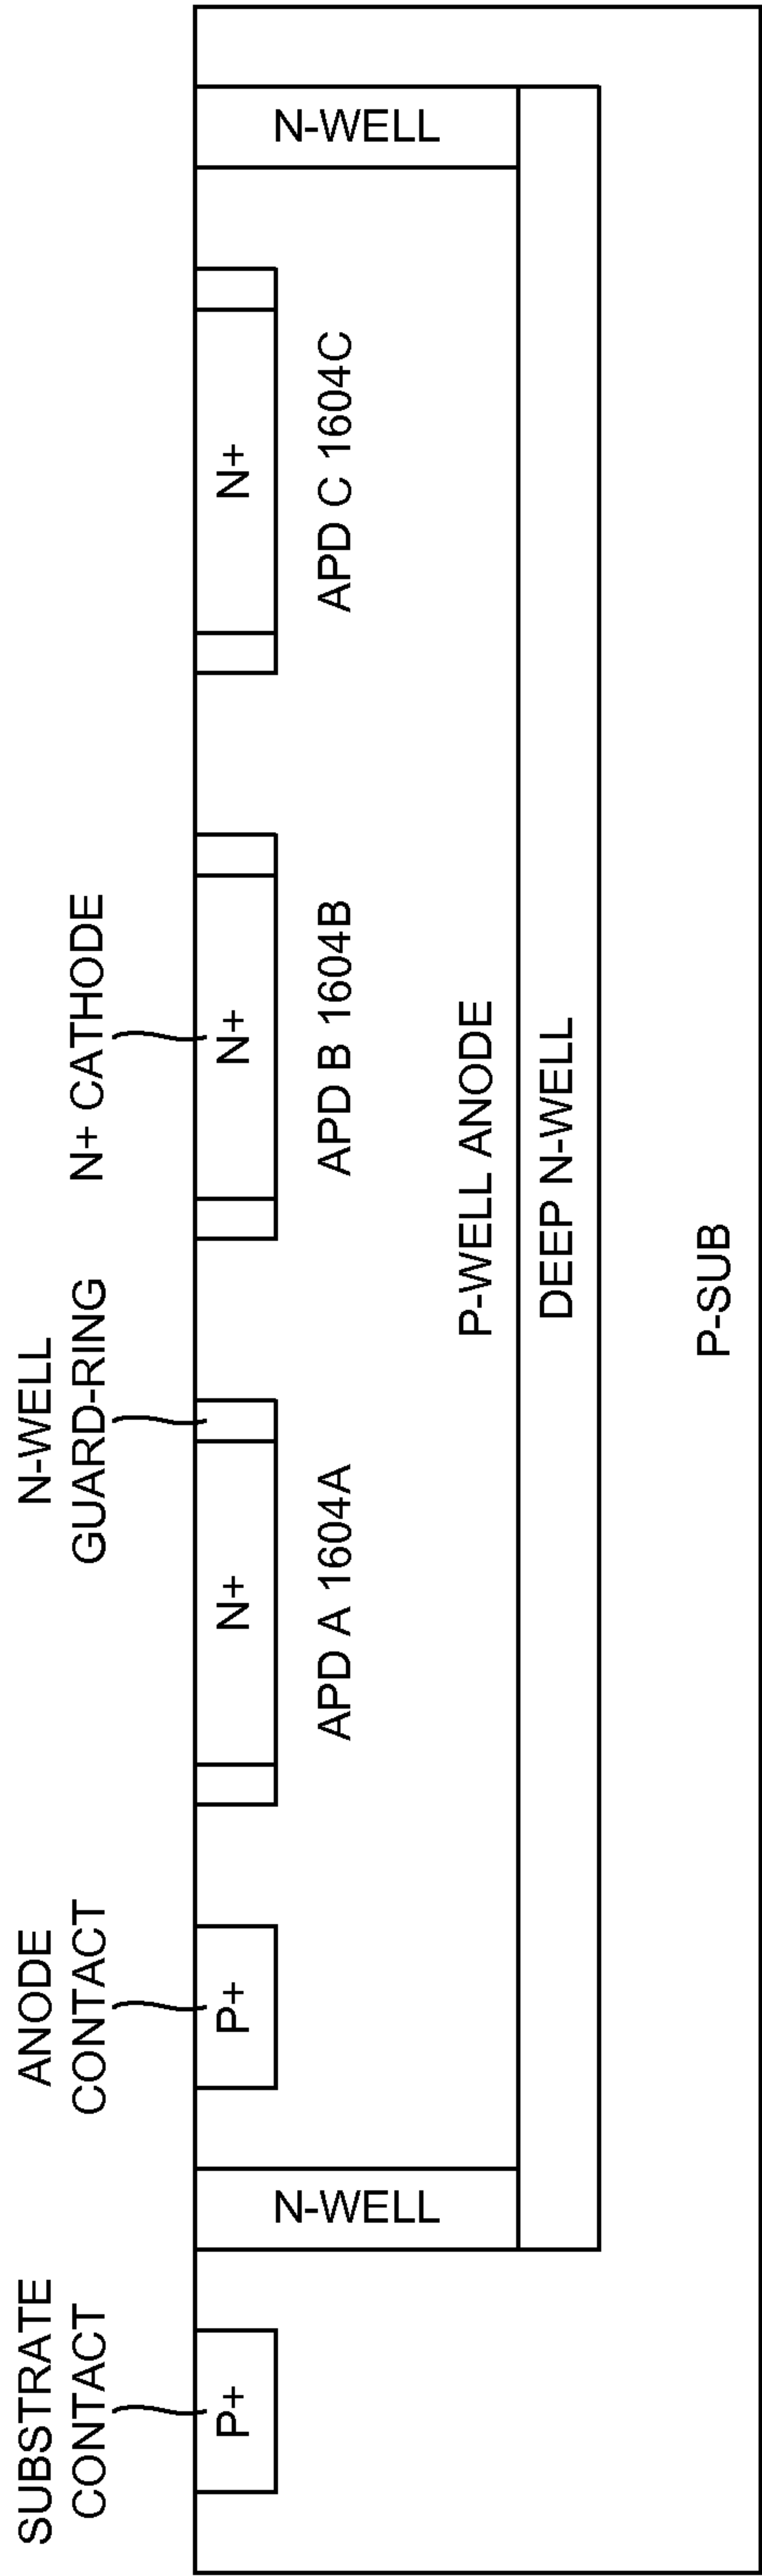 SUBSTRATE
CONTACT
ANODE
CONTACT
N-WELL
GUARD-RING
N+ CATHODE
P+
N-WELL
P+
N+
N+
N+
N-WELL
APD A 1604A
APD B 1604B
APD C 1604C
P-WELL ANODE
DEEP N-WELL
P-SUB